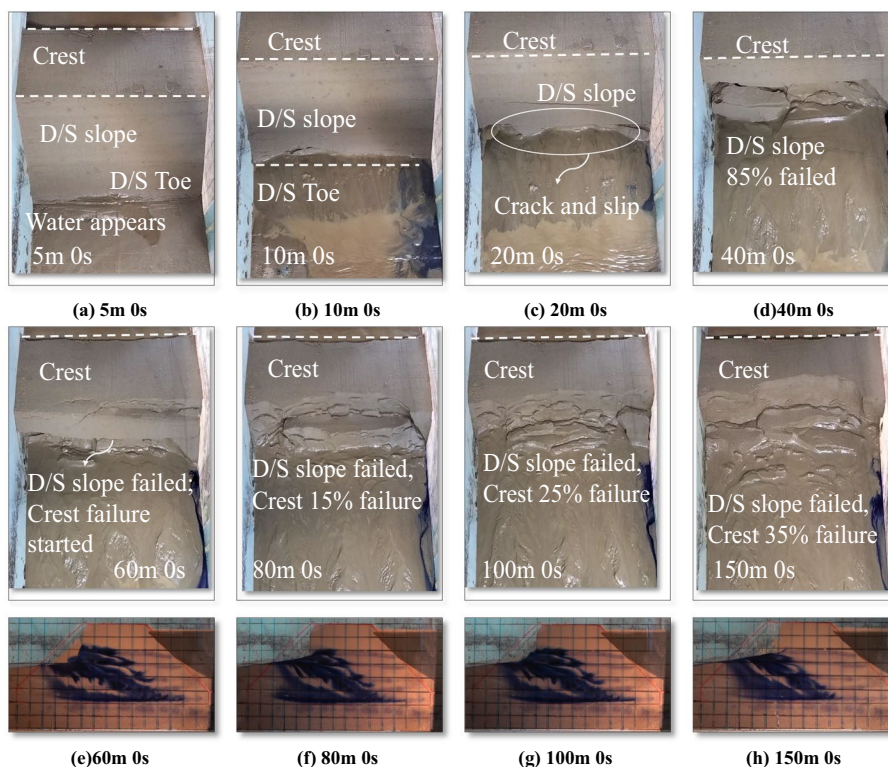 Crest
D/S slope
D/S Toe
Water appears
5m 0s
(a) 5m 0s
Crest
D/S slope
D/S Toe
10m 0s
(b) 10m 0s
Crest
D/S slope
Crack and slip
20m 0s
(c) 20m 0s
Crest
D/S slope
85% failed
40m 0s
(d)40m 0s
Crest
D/S slope failed;
Crest failure
started
60m 0s
(e)60m 0s
Crest
D/S slope failed,
Crest 15% failure
80m 0s
(f) 80m 0s
Crest
D/S slope failed,
Crest 25% failure
100m 0s
(g) 100m 0s
Crest
D/S slope failed,
Crest 35% failure
150m 0s
(h) 150m 0s